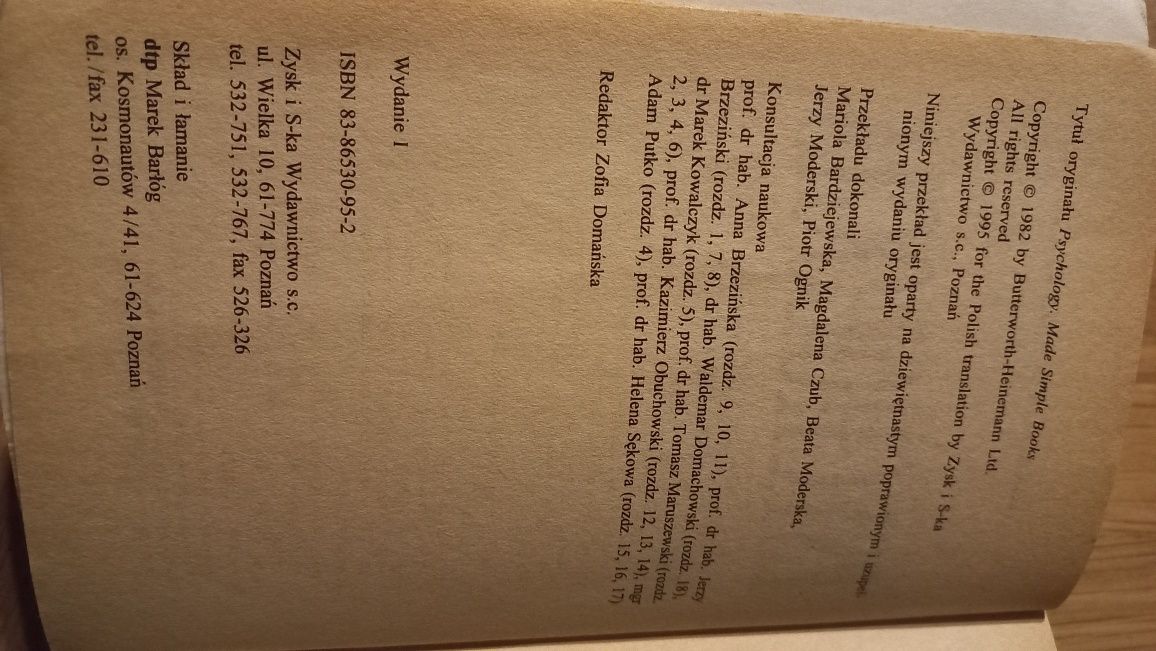 Tytuł oryginału Psychology. Made Simple Books
Copyright © 1982 by Butterworth-Heinemann Ltd.
All rights reserved
Copyright © 1995 for the Polish translation by Zysk i S-ka
Wydawnictwo s.c., Poznań
Niniejszy przekład jest oparty na dziewiętnastym poprawionym i uzupeł-
nionym wydaniu oryginału
Przekładu dokonali
Mariola Bardziejewska, Magdalena Czub, Beata Moderska,
Jerzy Moderski, Piotr Ognik
Konsultacja naukowa
prof. dr hab. Anna Brzezińska (rozdz. 9, 10, 11), prof. dr hab. Jerzy
Brzeziński (rozdz. 1, 7, 8), dr hab. Waldemar Domachowski (rozdz. 18),
dr Marek Kowalczyk (rozdz. 5), prof. dr hab. Tomasz Maruszewski (rozdz.
2, 3, 4, 6), prof. dr hab. Kazimierz Obuchowski (rozdz. 12, 13, 14), mgr
Adam Putko (rozdz. 4), prof. dr hab. Helena Sękowa (rozdz. 15, 16, 17)
Redaktor Zofia Domańska
Wydanie I
ISBN 83-86530-95-2
Zysk i S-ka Wydawnictwo s.c.
ul. Wielka 10, 61-774 Poznań
tel. 532-751, 532-767, fax 526-326
Skład i łamanie
dtp Marek Barłóg
os. Kosmonautów 4/41, 61-624 Poznań
tel./fax 231-610